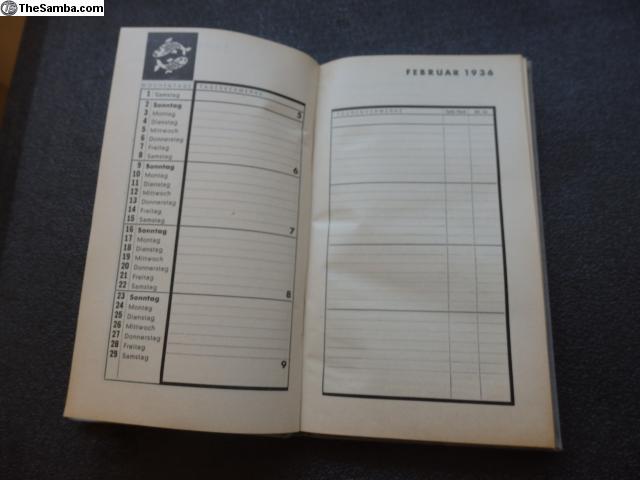 TheSamba.com
FEBRUAR 1936
WOCHENTAGE TAGESVERMERKE
1 Samstag
2 Sonntag 5
3 Montag
4 Dienstag
5 Mittwoch
6 Donnerstag
7 Freitag
8 Samstag
9 Sonntag 6
10 Montag
11 Dienstag
12 Mittwoch
13 Donnerstag
14 Freitag
15 Samstag
16 Sonntag 7
17 Montag
18 Dienstag
19 Mittwoch
20 Donnerstag
21 Freitag
22 Samstag
23 Sonntag 8
24 Montag
25 Dienstag
26 Mittwoch
27 Donnerstag
28 Freitag
29 Samstag 9